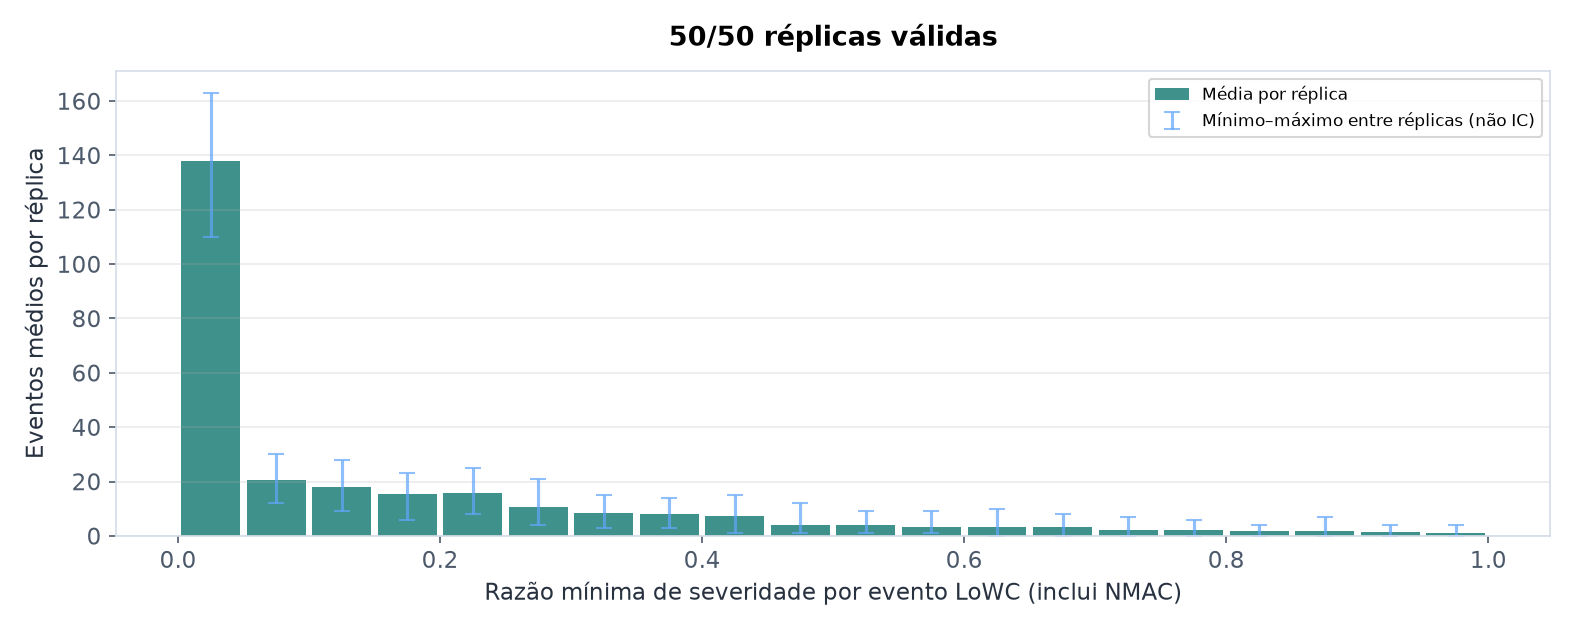 50/50 réplicas válidas
Média por réplica
Mínimo–máximo entre réplicas (não IC)
Eventos médios por réplica
160
140
120
100
80
60
40
20
0
0.0 0.2 0.4 0.6 0.8 1.0
Razão mínima de severidade por evento LoWC (inclui NMAC)